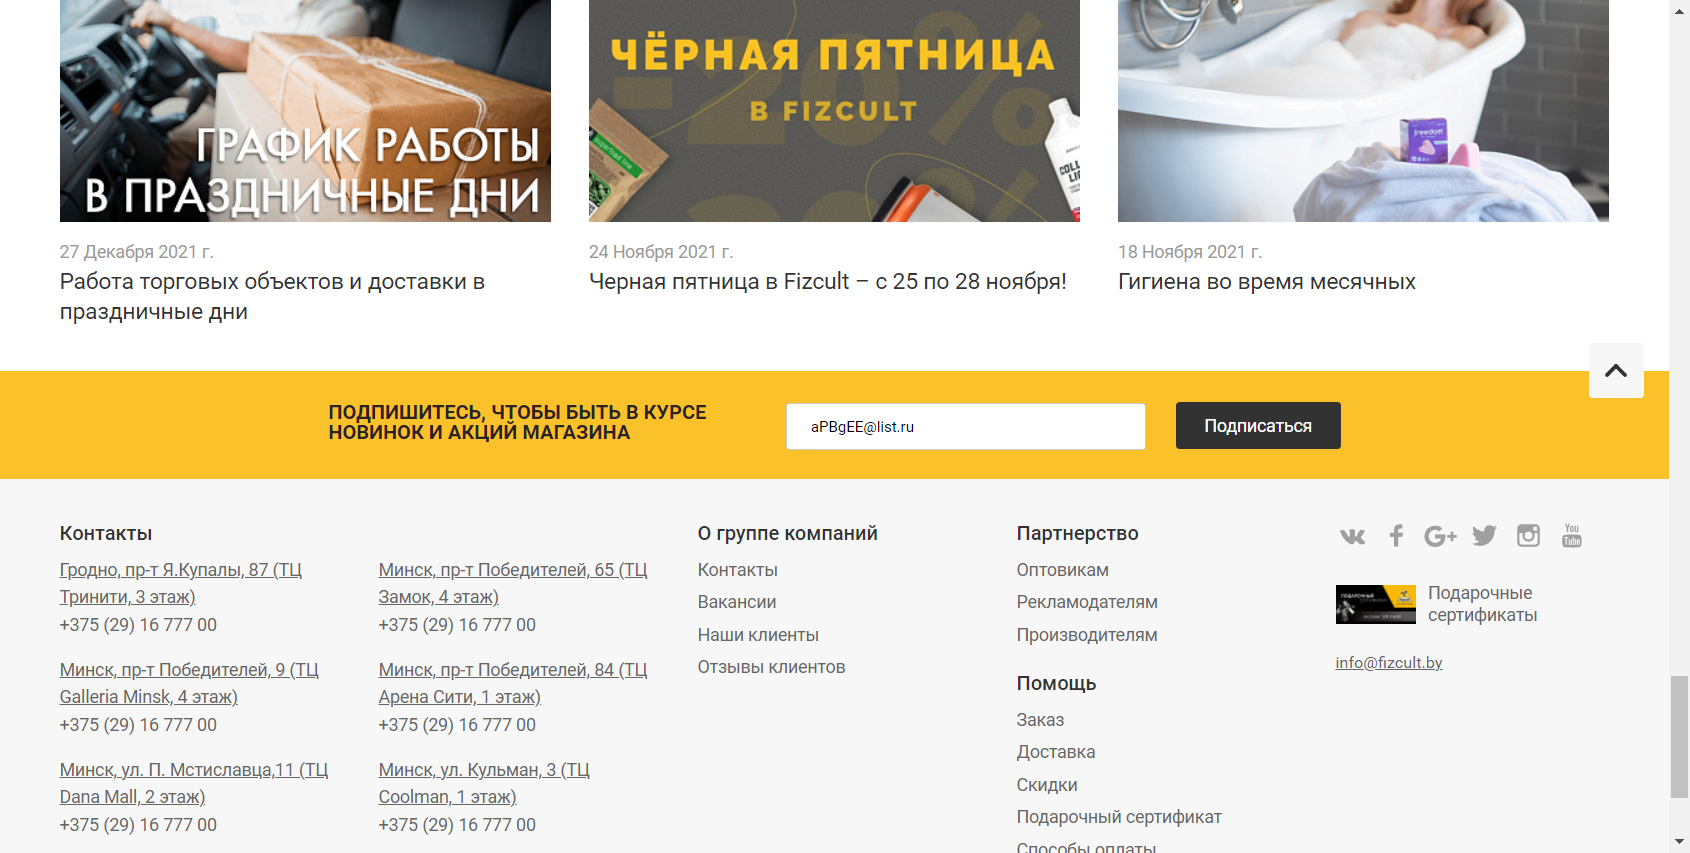 ГРАФИК РАБОТЫ
В ПРАЗДНИЧНЫЕ ДНИ
-20%
ЧЁРНАЯ ПЯТНИЦА
В FIZCULT
superfood line
freedom
27 Декабря 2021 г.
Работа торговых объектов и доставки в
праздничные дни
24 Ноября 2021 г.
Черная пятница в Fizcult – с 25 по 28 ноября!
18 Ноября 2021 г.
Гигиена во время месячных
ПОДПИШИТЕСЬ, ЧТОБЫ БЫТЬ В КУРСЕ
НОВИНОК И АКЦИЙ МАГАЗИНА
aPBgEE@list.ru
Подписаться
Контакты
Гродно, пр-т Я.Купалы, 87 (ТЦ
Тринити, 3 этаж)
+375 (29) 16 777 00
Минск, пр-т Победителей, 9 (ТЦ
Galleria Minsk, 4 этаж)
+375 (29) 16 777 00
Минск, ул. П. Мстиславца,11 (ТЦ
Dana Mall, 2 этаж)
+375 (29) 16 777 00
Минск, пр-т Победителей, 65 (ТЦ
Замок, 4 этаж)
+375 (29) 16 777 00
Минск, пр-т Победителей, 84 (ТЦ
Арена Сити, 1 этаж)
+375 (29) 16 777 00
Минск, ул. Кульман, 3 (ТЦ
Coolman, 1 этаж)
+375 (29) 16 777 00
О группе компаний
Контакты
Вакансии
Наши клиенты
Отзывы клиентов
Партнерство
Оптовикам
Рекламодателям
Производителям
Помощь
Заказ
Доставка
Скидки
Подарочный сертификат
Способы оплаты
You
Tube
Подарочные
сертификаты
info@fizcult.by